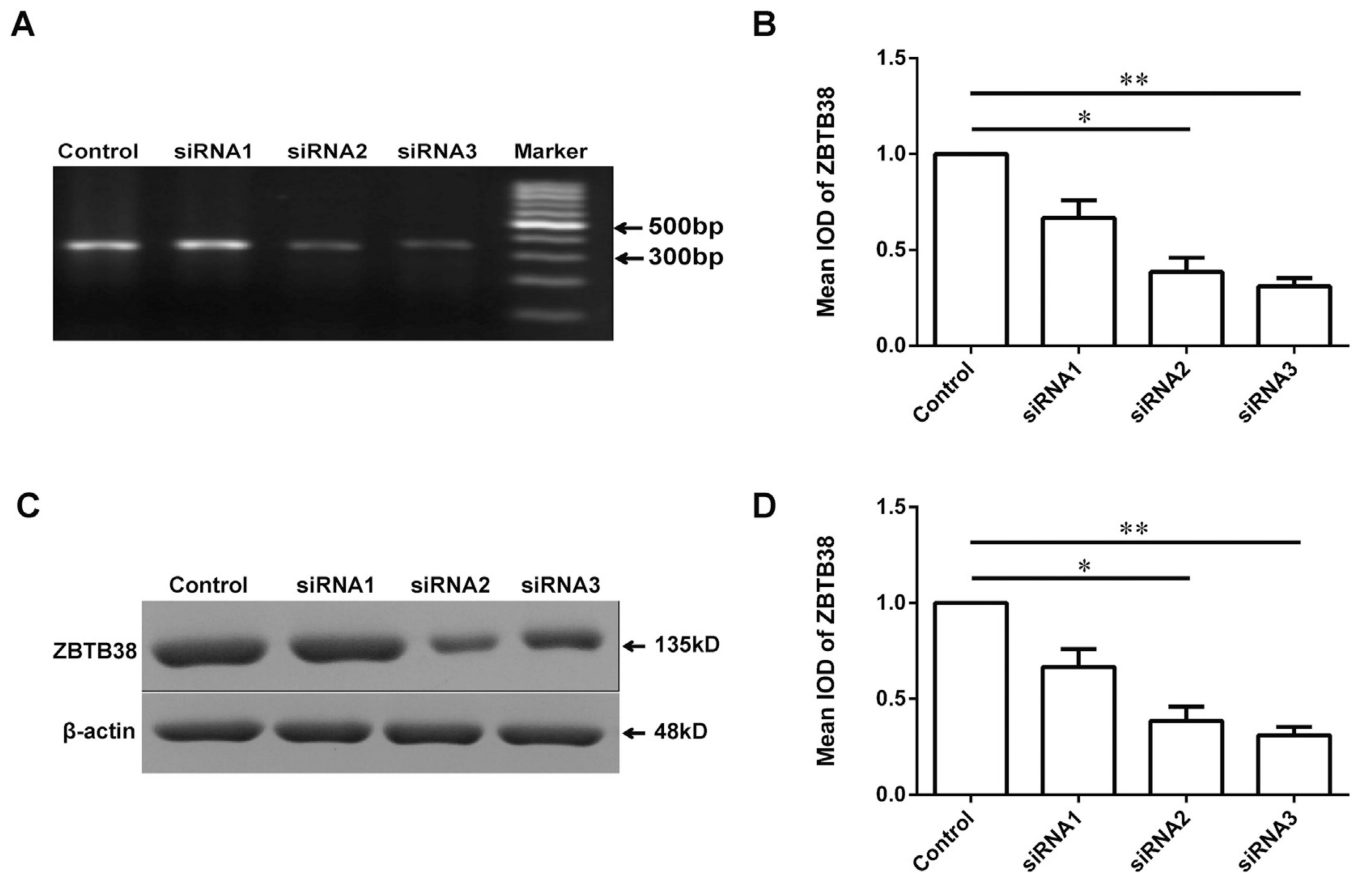 A
Control siRNA1 siRNA2 siRNA3 Marker
500bp
300bp
B
Mean IOD of ZBTB38
1.5
1.0
0.5
0.0
**
*
Control
siRNA1
siRNA2
siRNA3
C
Control siRNA1 siRNA2 siRNA3
ZBTB38
135kD
β-actin
48kD
D
Mean IOD of ZBTB38
1.5
1.0
0.5
0.0
**
*
Control
siRNA1
siRNA2
siRNA3